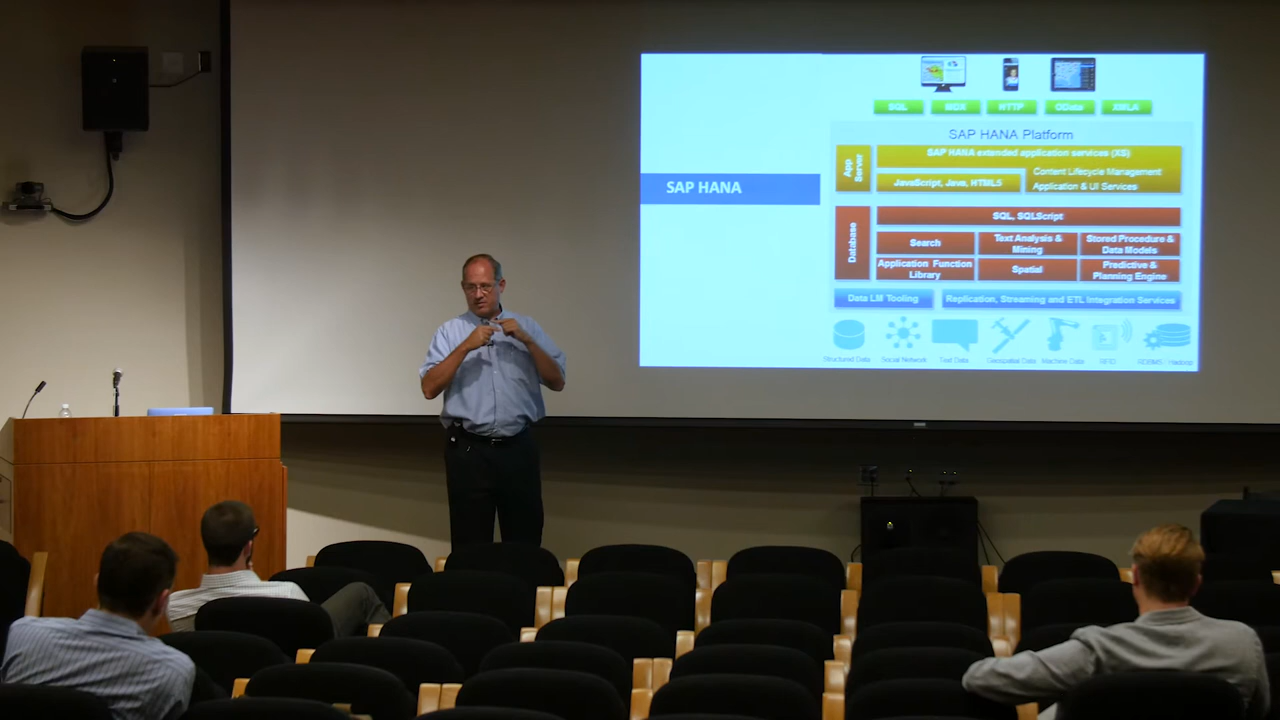 SAP HANA
SQL MDX HTTP OData XMLA
SAP HANA Platform
App Server
SAP HANA extended application services (XS)
JavaScript, Java, HTML5
Content Lifecycle Management
Application & UI Services
Database
SQL, SQLScript
Search
Text Analysis & Mining
Stored Procedure & Data Models
Application Function Library
Spatial
Predictive & Planning Engine
Data LM Tooling
Replication, Streaming and ETL Integration Services
Structured Data
Social Network
Text Data
Geospatial Data
Machine Data
RFID
RDBMS / Hadoop